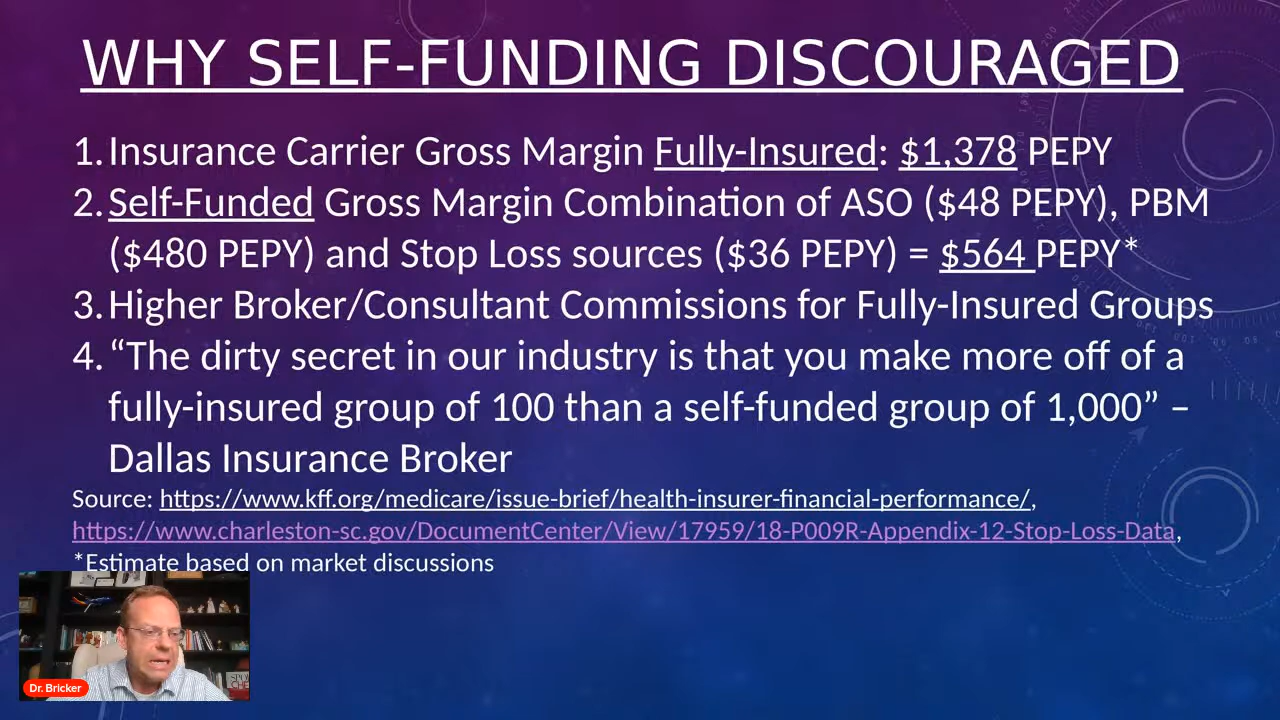 WHY SELF-FUNDING DISCOURAGED
1. Insurance Carrier Gross Margin Fully-Insured: $1,378 PEPY
2. Self-Funded Gross Margin Combination of ASO ($48 PEPY), PBM
($480 PEPY) and Stop Loss sources ($36 PEPY) = $564 PEPY*
3. Higher Broker/Consultant Commissions for Fully-Insured Groups
4. “The dirty secret in our industry is that you make more off of a
fully-insured group of 100 than a self-funded group of 1,000” –
Dallas Insurance Broker
Source: https://www.kff.org/medicare/issue-brief/health-insurer-financial-performance/,
https://www.charleston-sc.gov/DocumentCenter/View/17959/18-P009R-Appendix-12-Stop-Loss-Data,
*Estimate based on market discussions
Dr. Bricker